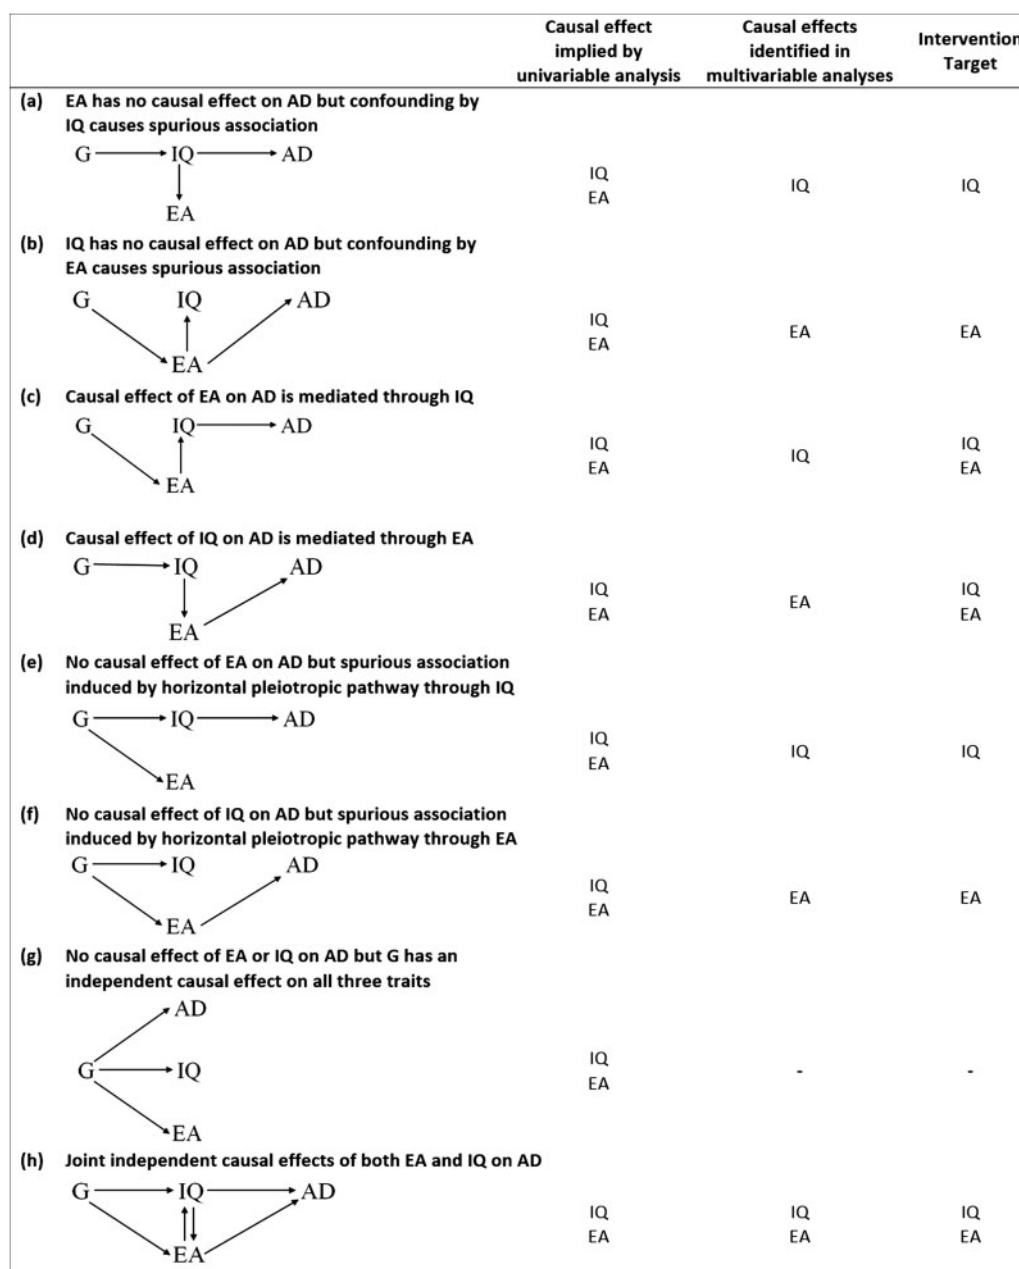 Causal effect implied by univariable analysis
Causal effects identified in multivariable analyses
Intervention Target
(a) EA has no causal effect on AD but confounding by
IQ causes spurious association
G IQ AD
EA
IQ
EA
IQ
IQ
(b) IQ has no causal effect on AD but confounding by
EA causes spurious association
G IQ AD
EA
IQ
EA
EA
EA
(c) Causal effect of EA on AD is mediated through IQ
G IQ AD
EA
IQ
EA
IQ
IQ
EA
(d) Causal effect of IQ on AD is mediated through EA
G IQ AD
EA
IQ
EA
EA
IQ
EA
(e) No causal effect of EA on AD but spurious association
induced by horizontal pleiotropic pathway through IQ
G IQ AD
EA
IQ
EA
IQ
IQ
(f) No causal effect of IQ on AD but spurious association
induced by horizontal pleiotropic pathway through EA
G IQ AD
EA
IQ
EA
EA
EA
(g) No causal effect of EA or IQ on AD but G has an
independent causal effect on all three traits
AD
G IQ
EA
IQ
EA
-
-
(h) Joint independent causal effects of both EA and IQ on AD
G IQ AD
EA
IQ
EA
IQ
EA
IQ
EA